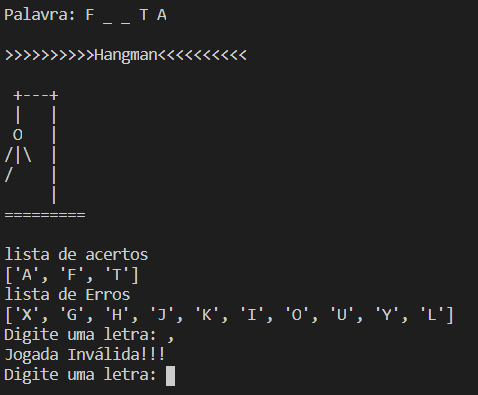 Palavra: F _ _ T A
>>>>>>>>>>Hangman<<<<<<<<<<
 +---+
 |   |
 O   |
/|\  |
/    |
     |
=========
lista de acertos
['A', 'F', 'T']
lista de Erros
['X', 'G', 'H', 'J', 'K', 'I', 'O', 'U', 'Y', 'L']
Digite uma letra: ,
Jogada Inválida!!!
Digite uma letra: